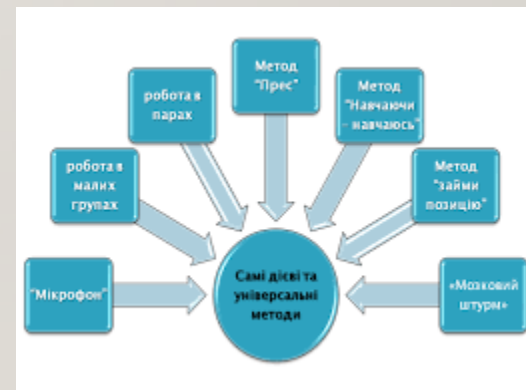 "Мікрофон"
робота в
малих
групах
робота в
парах
Метод
"Прес"
Метод
"Навчаючи
- навчаюсь"
Метод
"займи
позицію"
«Мозковий
штурм»
Самі дієві та
універсальні
методи